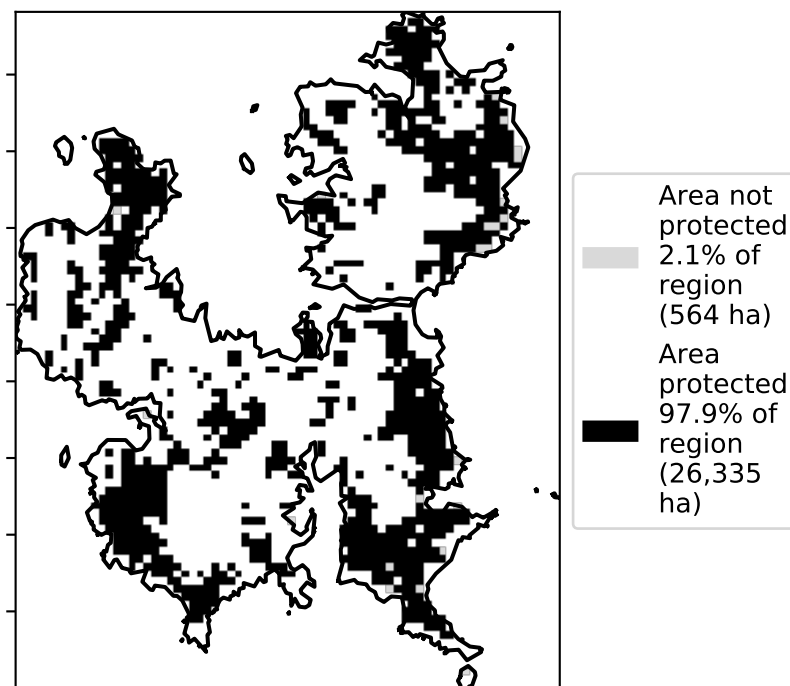 Area not
protected
2.1% of
region
(564 ha)
Area
protected
97.9% of
region
(26,335
ha)